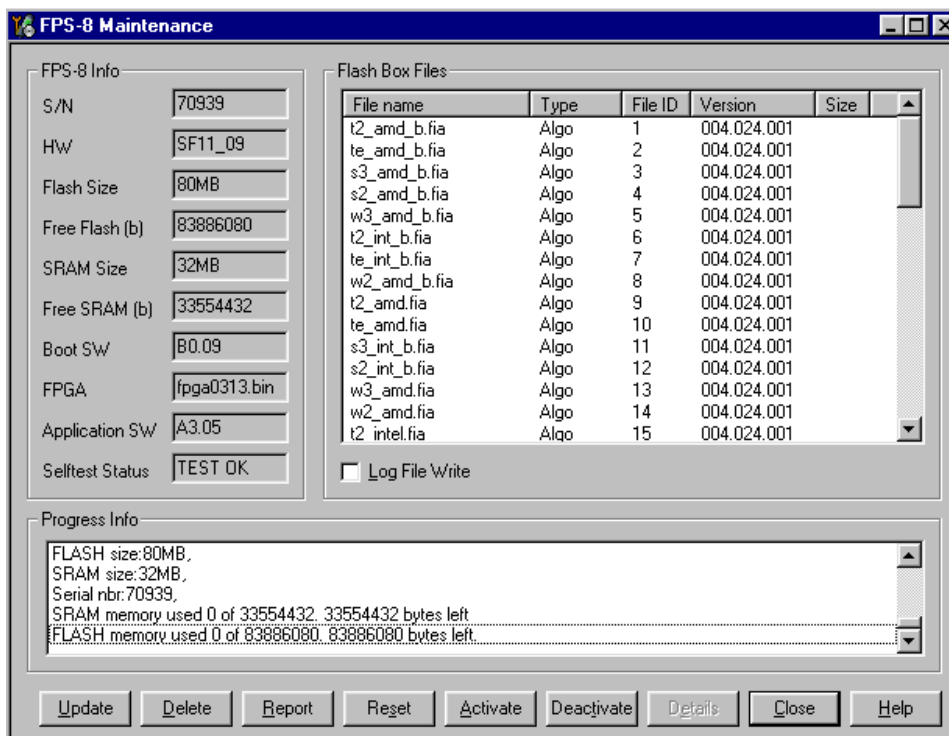 FPS-8 Maintenance
FPS-8 Info
S/N 70939
HW SF11_09
Flash Size 80MB
Free Flash (b) 83886080
SRAM Size 32MB
Free SRAM (b) 33554432
Boot SW B0.09
FPGA fpga0313.bin
Application SW A3.05
Selftest Status TEST OK
Flash Box Files
File name Type File ID Version Size
t2_amd_b.fia Algo 1 004.024.001
te_amd_b.fia Algo 2 004.024.001
s3_amd_b.fia Algo 3 004.024.001
s2_amd_b.fia Algo 4 004.024.001
w3_amd_b.fia Algo 5 004.024.001
t2_int_b.fia Algo 6 004.024.001
te_int_b.fia Algo 7 004.024.001
w2_amd_b.fia Algo 8 004.024.001
t2_amd.fia Algo 9 004.024.001
te_amd.fia Algo 10 004.024.001
s3_int_b.fia Algo 11 004.024.001
s2_int_b.fia Algo 12 004.024.001
w3_amd.fia Algo 13 004.024.001
w2_amd.fia Algo 14 004.024.001
t2_intel.fia Algo 15 004.024.001
Log File Write
Progress Info
FLASH size:80MB,
SRAM size:32MB,
Serial nbr:70939,
SRAM memory used 0 of 33554432. 33554432 bytes left
FLASH memory used 0 of 83886080. 83886080 bytes left.
Update Delete Report Reset Activate Deactivate Details Close Help